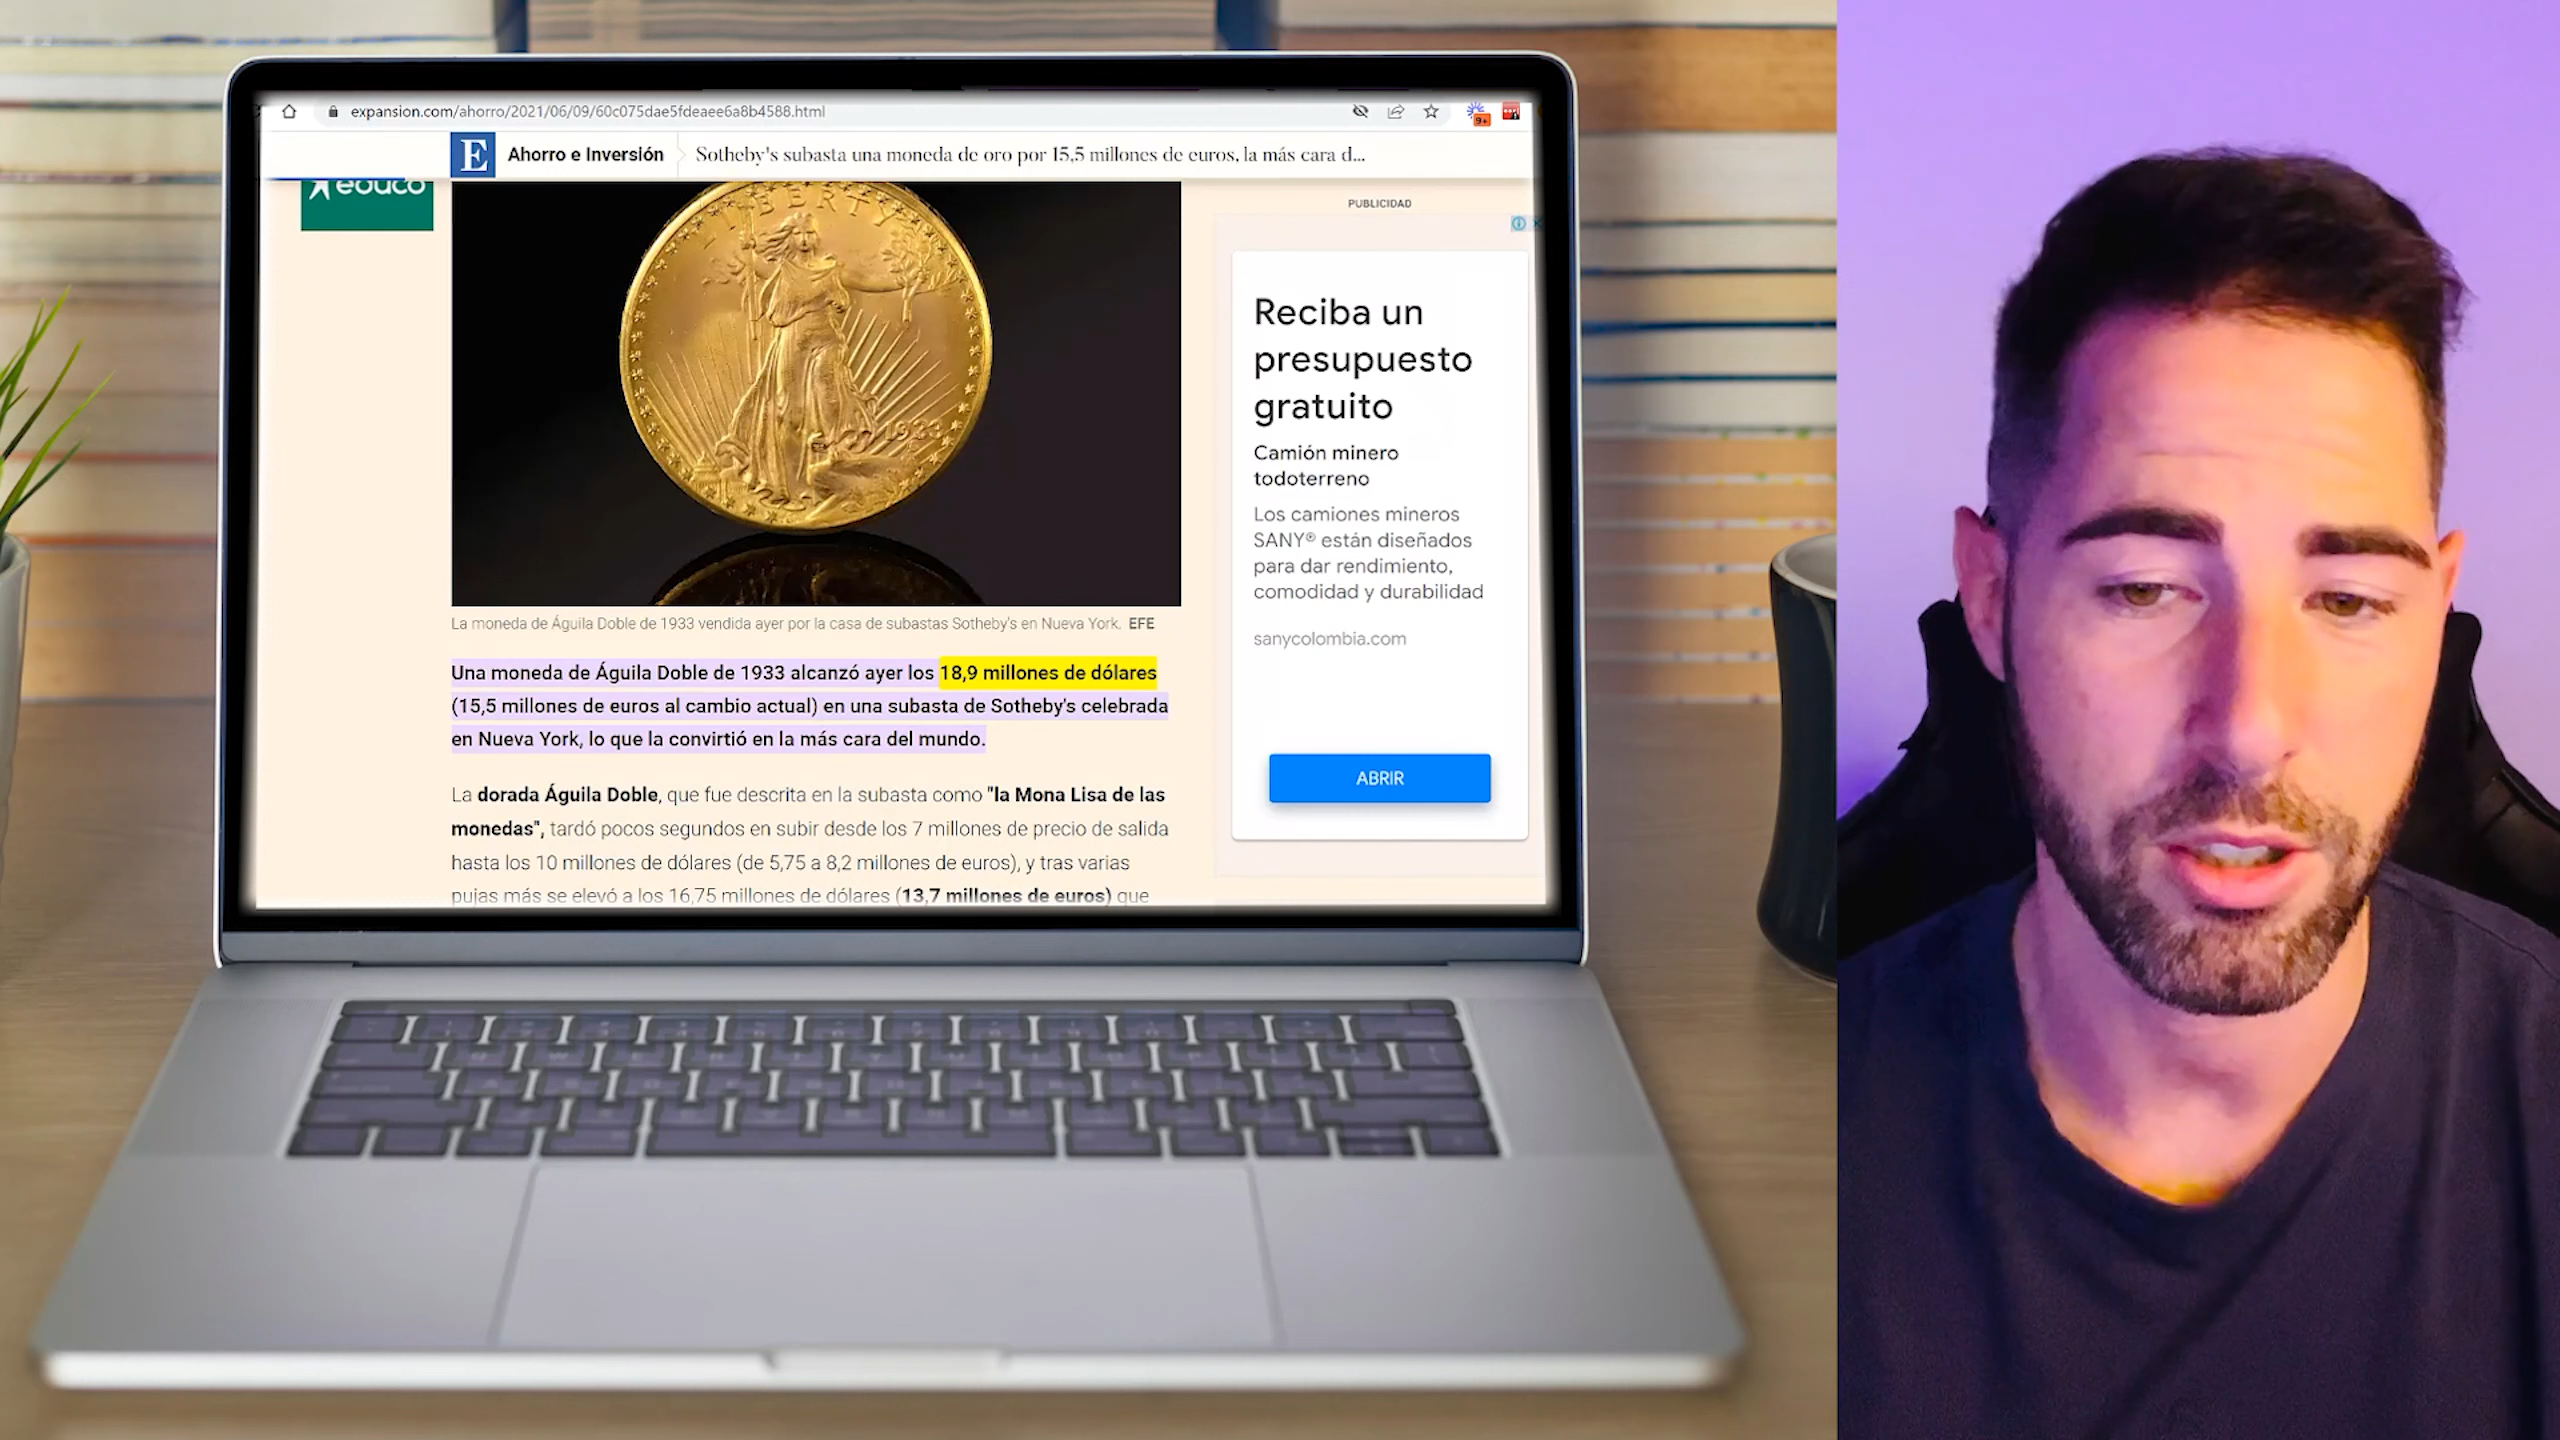 expansion.com/ahorro/2021/06/09/60c075dae5fdeaee6a8b4588.html
9+
E Ahorro e Inversión Sotheby's subasta una moneda de oro por 15,5 millones de euros, la más cara d...
educo
LIBERTY
1933
PUBLICIDAD
Reciba un
presupuesto
gratuito
Camión minero
todoterreno
Los camiones mineros
SANY® están diseñados
para dar rendimiento,
comodidad y durabilidad
sanycolombia.com
ABRIR
La moneda de Águila Doble de 1933 vendida ayer por la casa de subastas Sotheby's en Nueva York. EFE
Una moneda de Águila Doble de 1933 alcanzó ayer los 18,9 millones de dólares
(15,5 millones de euros al cambio actual) en una subasta de Sotheby's celebrada
en Nueva York, lo que la convirtió en la más cara del mundo.
La dorada Águila Doble, que fue descrita en la subasta como "la Mona Lisa de las
monedas", tardó pocos segundos en subir desde los 7 millones de precio de salida
hasta los 10 millones de dólares (de 5,75 a 8,2 millones de euros), y tras varias
pujas más se elevó a los 16,75 millones de dólares (13,7 millones de euros) que